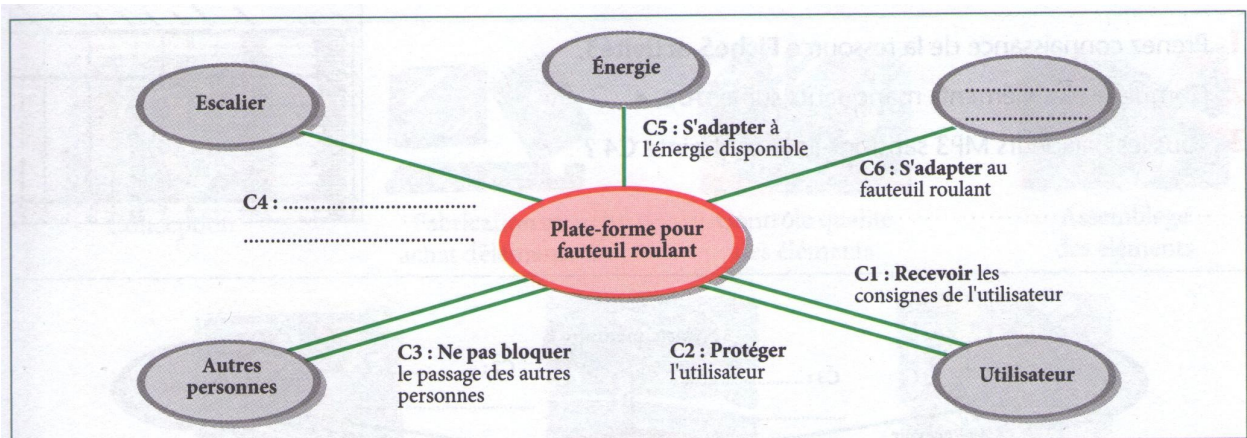 Énergie
Escalier
....................
....................
C5 : S'adapter à
l'énergie disponible
C6 : S'adapter au
fauteuil roulant
C4 : ........................................
................................................
Plate-forme pour
fauteuil roulant
C1 : Recevoir les
consignes de l'utilisateur
C3 : Ne pas bloquer
le passage des autres
personnes
C2 : Protéger
l'utilisateur
Autres
personnes
Utilisateur